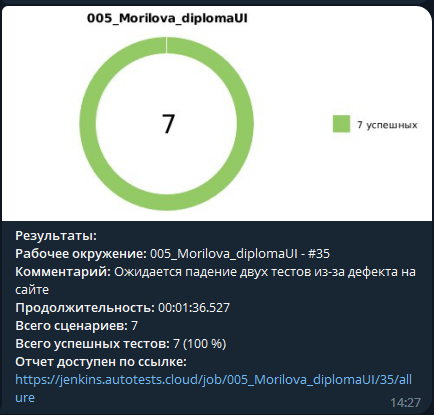 005_Morilova_diplomaUI
7
7 успешных
Результаты:
Рабочее окружение: 005_Morilova_diplomaUI - #35
Комментарий: Ожидается падение двух тестов из-за дефекта на
сайте
Продолжительность: 00:01:36.527
Всего сценариев: 7
Всего успешных тестов: 7 (100 %)
Отчет доступен по ссылке:
https://jenkins.autotests.cloud/job/005_Morilova_diplomaUI/35/all
ure
14:27